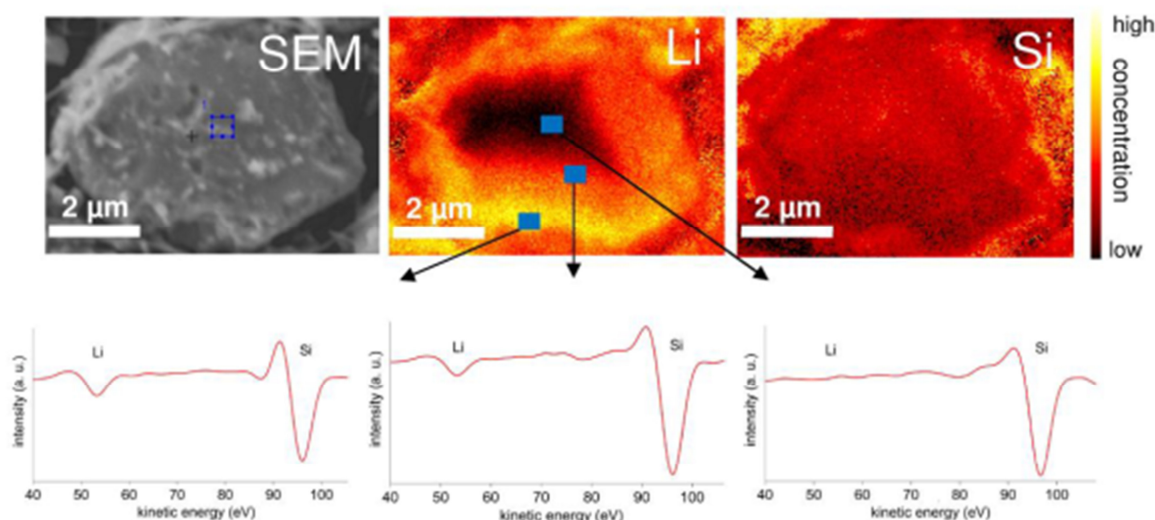 SEM
1
2 µm
Li
2 µm
Si
2 µm
high
concentration
low
intensity (a. u.)
Li
Si
40 50 60 70 80 90 100
kinetic energy (eV)
intensity (a. u.)
Li
Si
40 50 60 70 80 90 100
kinetic energy (eV)
intensity (a. u.)
Li
Si
40 50 60 70 80 90 100
kinetic energy (eV)